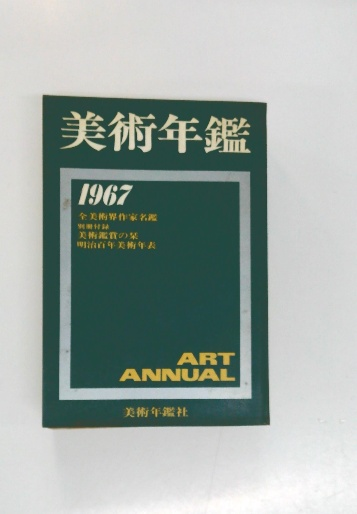 美術年鑑
1967
全美術界作家名鑑
別冊付録
美術鑑賞の栞
明治百年美術年表
ART
ANNUAL
美術年鑑社